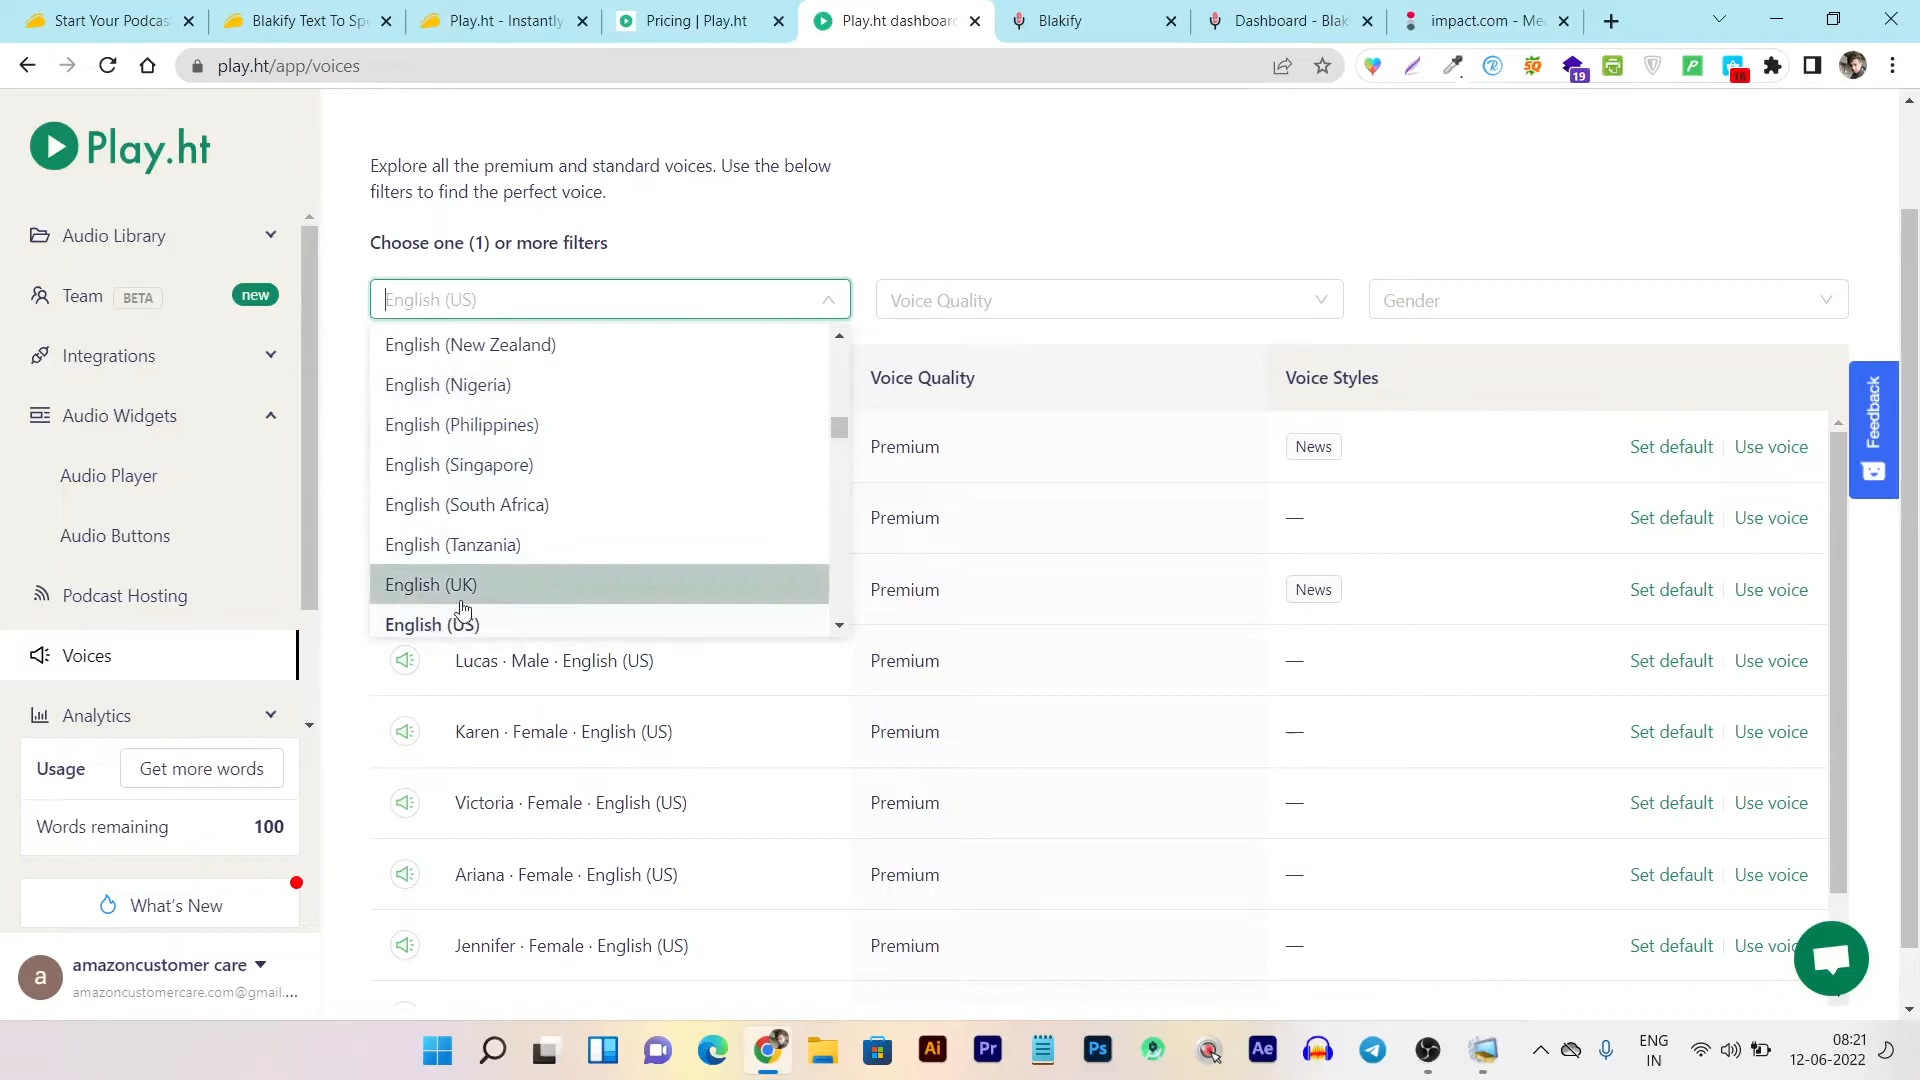 Start Your Podcas
Blakify Text To Spe
Play.ht - Instantly
Pricing | Play.ht
Play.ht dashboard
Blakify
Dashboard - Blak
impact.com - Me
play.ht/app/voices
19
16
Play.ht
Audio Library
Team BETA new
Integrations
Audio Widgets
Audio Player
Audio Buttons
Podcast Hosting
Voices
Analytics
Usage Get more words
Words remaining 100
What's New
a
amazoncustomer care
amazoncustomercare.com@gmail....
Explore all the premium and standard voices. Use the below
filters to find the perfect voice.
Choose one (1) or more filters
English (US)
Voice Quality
Gender
English (New Zealand)
English (Nigeria)
English (Philippines)
English (Singapore)
English (South Africa)
English (Tanzania)
English (UK)
English (US)
Voice Quality Voice Styles
Premium News Set default Use voice
Premium — Set default Use voice
Premium News Set default Use voice
Lucas · Male · English (US) Premium — Set default Use voice
Karen · Female · English (US) Premium — Set default Use voice
Victoria · Female · English (US) Premium — Set default Use voice
Ariana · Female · English (US) Premium — Set default Use voice
Jennifer · Female · English (US) Premium — Set default Use voic
Feedback
Ai
Pr
Ps
Ae
ENG
IN
08:21
12-06-2022